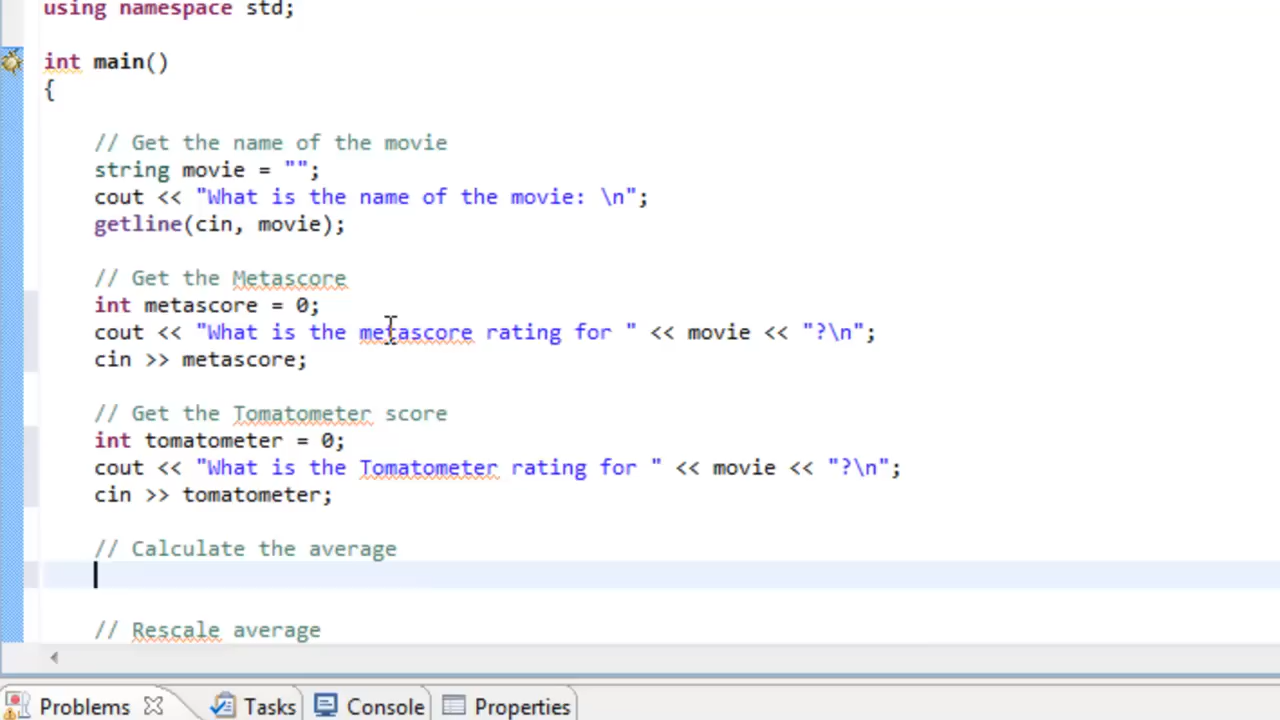 using namespace std;
int main()
{
// Get the name of the movie
string movie = "";
cout << "What is the name of the movie: \n";
getline(cin, movie);
// Get the Metascore
int metascore = 0;
cout << "What is the metascore rating for " << movie << "?\n";
cin >> metascore;
// Get the Tomatometer score
int tomatometer = 0;
cout << "What is the Tomatometer rating for " << movie << "?\n";
cin >> tomatometer;
// Calculate the average
// Rescale average
Problems Tasks Console Properties